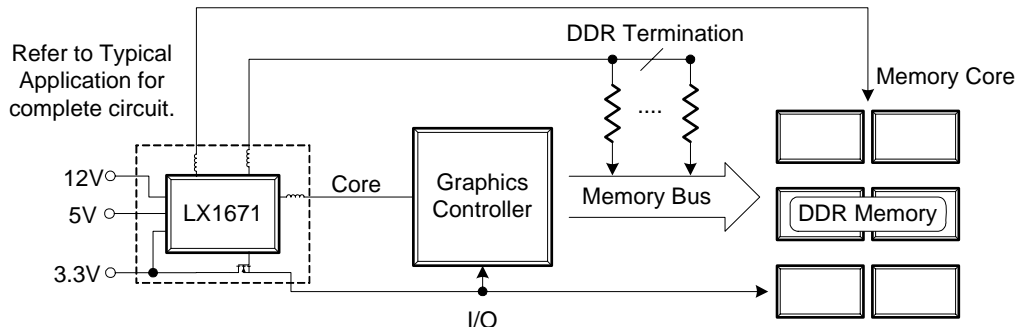 Refer to Typical
Application for
complete circuit.
DDR Termination
....
Memory Core
12V
5V
3.3V
LX1671
Core
Graphics
Controller
Memory Bus
DDR Memory
I/O